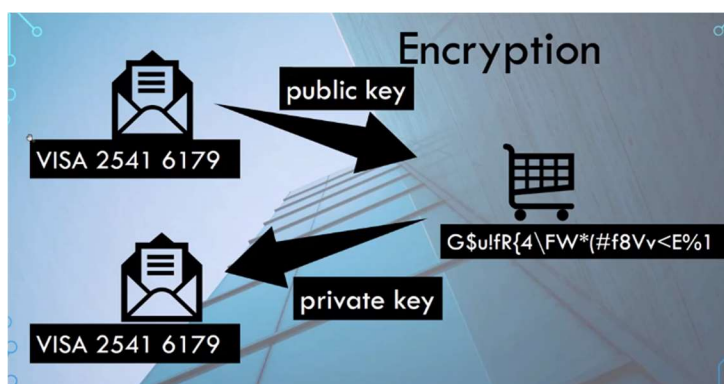 Encryption
public key
VISA 2541 6179
G$u!fR{4\FW*(#f8Vv<E%1
private key
VISA 2541 6179